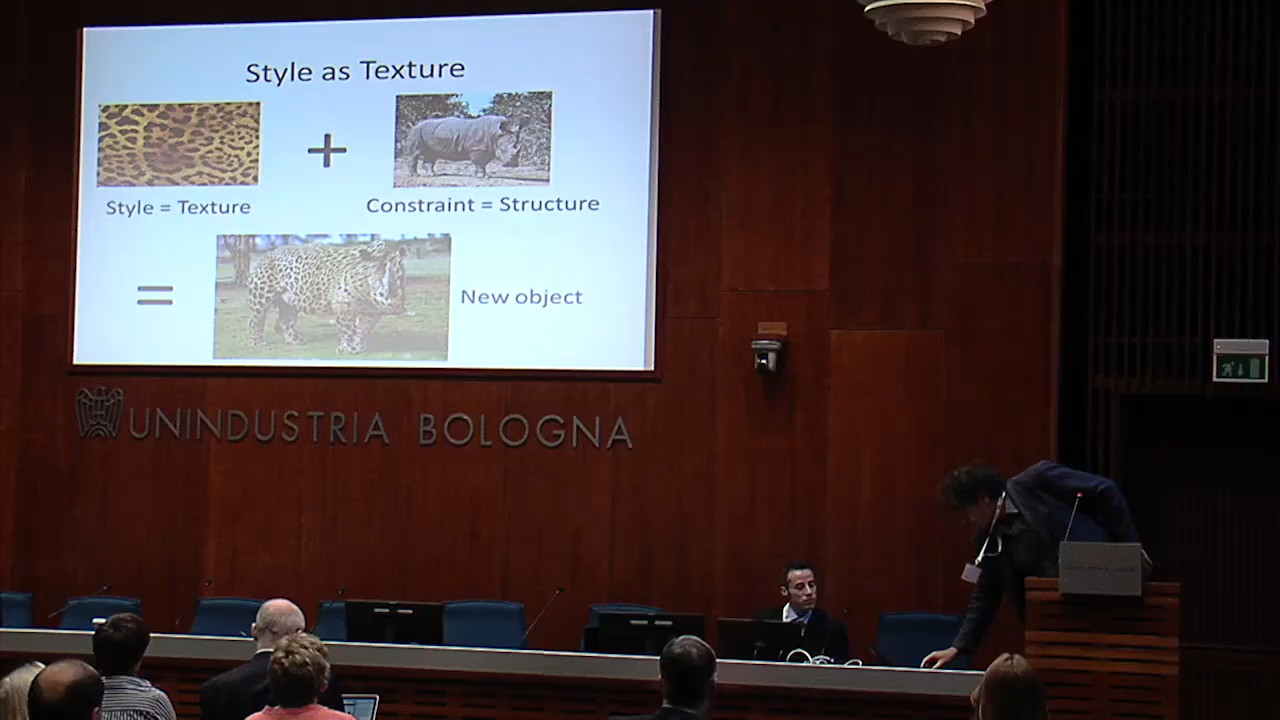 Style as Texture
+
Style = Texture
Constraint = Structure
=
New object
UNINDUSTRIA BOLOGNA